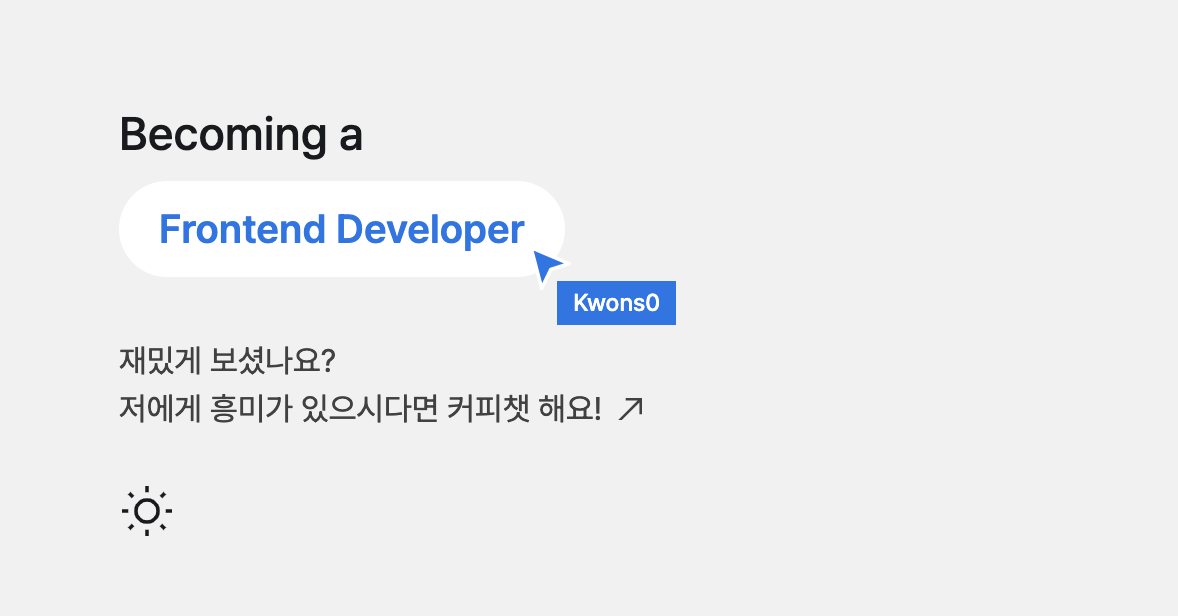 Becoming a
Frontend Developer
Kwons0
재밌게 보셨나요?
저에게 흥미가 있으시다면 커피챗 해요! ↗